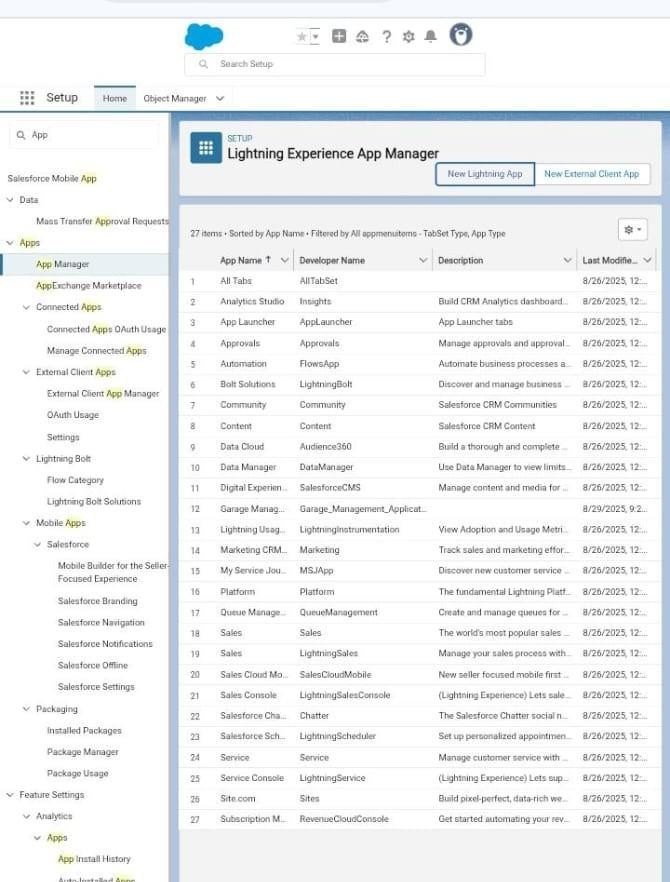 Search Setup
Setup Home Object Manager
App
Salesforce Mobile App
Data
Mass Transfer Approval Requests
Apps
App Manager
AppExchange Marketplace
Connected Apps
Connected Apps OAuth Usage
Manage Connected Apps
External Client Apps
External Client App Manager
OAuth Usage
Settings
Lightning Bolt
Flow Category
Lightning Bolt Solutions
Mobile Apps
Salesforce
Mobile Builder for the Seller-
Focused Experience
Salesforce Branding
Salesforce Navigation
Salesforce Notifications
Salesforce Offline
Salesforce Settings
Packaging
Installed Packages
Package Manager
Package Usage
Feature Settings
Analytics
Apps
App Install History
Auto-Installed Apps
SETUP
Lightning Experience App Manager
New Lightning App New External Client App
27 items • Sorted by App Name • Filtered by All appmenuitems - TabSet Type, App Type
App Name ↑ Developer Name Description Last Modifie...
1 All Tabs AllTabSet 8/26/2025, 12:...
2 Analytics Studio Insights Build CRM Analytics dashboard... 8/26/2025, 12:...
3 App Launcher AppLauncher App Launcher tabs 8/26/2025, 12:...
4 Approvals Approvals Manage approvals and approval... 8/26/2025, 12:...
5 Automation FlowsApp Automate business processes a... 8/26/2025, 12:...
6 Bolt Solutions LightningBolt Discover and manage business ... 8/26/2025, 12:...
7 Community Community Salesforce CRM Communities 8/26/2025, 12:...
8 Content Content Salesforce CRM Content 8/26/2025, 12:...
9 Data Cloud Audience360 Build a thorough and complete ... 8/26/2025, 12:...
10 Data Manager DataManager Use Data Manager to view limits... 8/26/2025, 12:...
11 Digital Experien... SalesforceCMS Manage content and media for ... 8/26/2025, 12:...
12 Garage Manag... Garage_Management_Applicat... 8/29/2025, 9:2...
13 Lightning Usag... LightningInstrumentation View Adoption and Usage Metri... 8/26/2025, 12:...
14 Marketing CRM... Marketing Track sales and marketing effor... 8/26/2025, 12:...
15 My Service Jou... MSJApp Discover new customer service ... 8/26/2025, 12:...
16 Platform Platform The fundamental Lightning Platf... 8/26/2025, 12:...
17 Queue Manage... QueueManagement Create and manage queues for ... 8/26/2025, 12:...
18 Sales Sales The world's most popular sales ... 8/26/2025, 12:...
19 Sales LightningSales Manage your sales process with... 8/26/2025, 12:...
20 Sales Cloud Mo... SalesCloudMobile New seller focused mobile first ... 8/26/2025, 12:...
21 Sales Console LightningSalesConsole (Lightning Experience) Lets sale... 8/26/2025, 12:...
22 Salesforce Cha... Chatter The Salesforce Chatter social n... 8/26/2025, 12:...
23 Salesforce Sch... LightningScheduler Set up personalized appointmen... 8/26/2025, 12:...
24 Service Service Manage customer service with ... 8/26/2025, 12:...
25 Service Console LightningService (Lightning Experience) Lets sup... 8/26/2025, 12:...
26 Site.com Sites Build pixel-perfect, data-rich we... 8/26/2025, 12:...
27 Subscription M... RevenueCloudConsole Get started automating your rev... 8/26/2025, 12:...